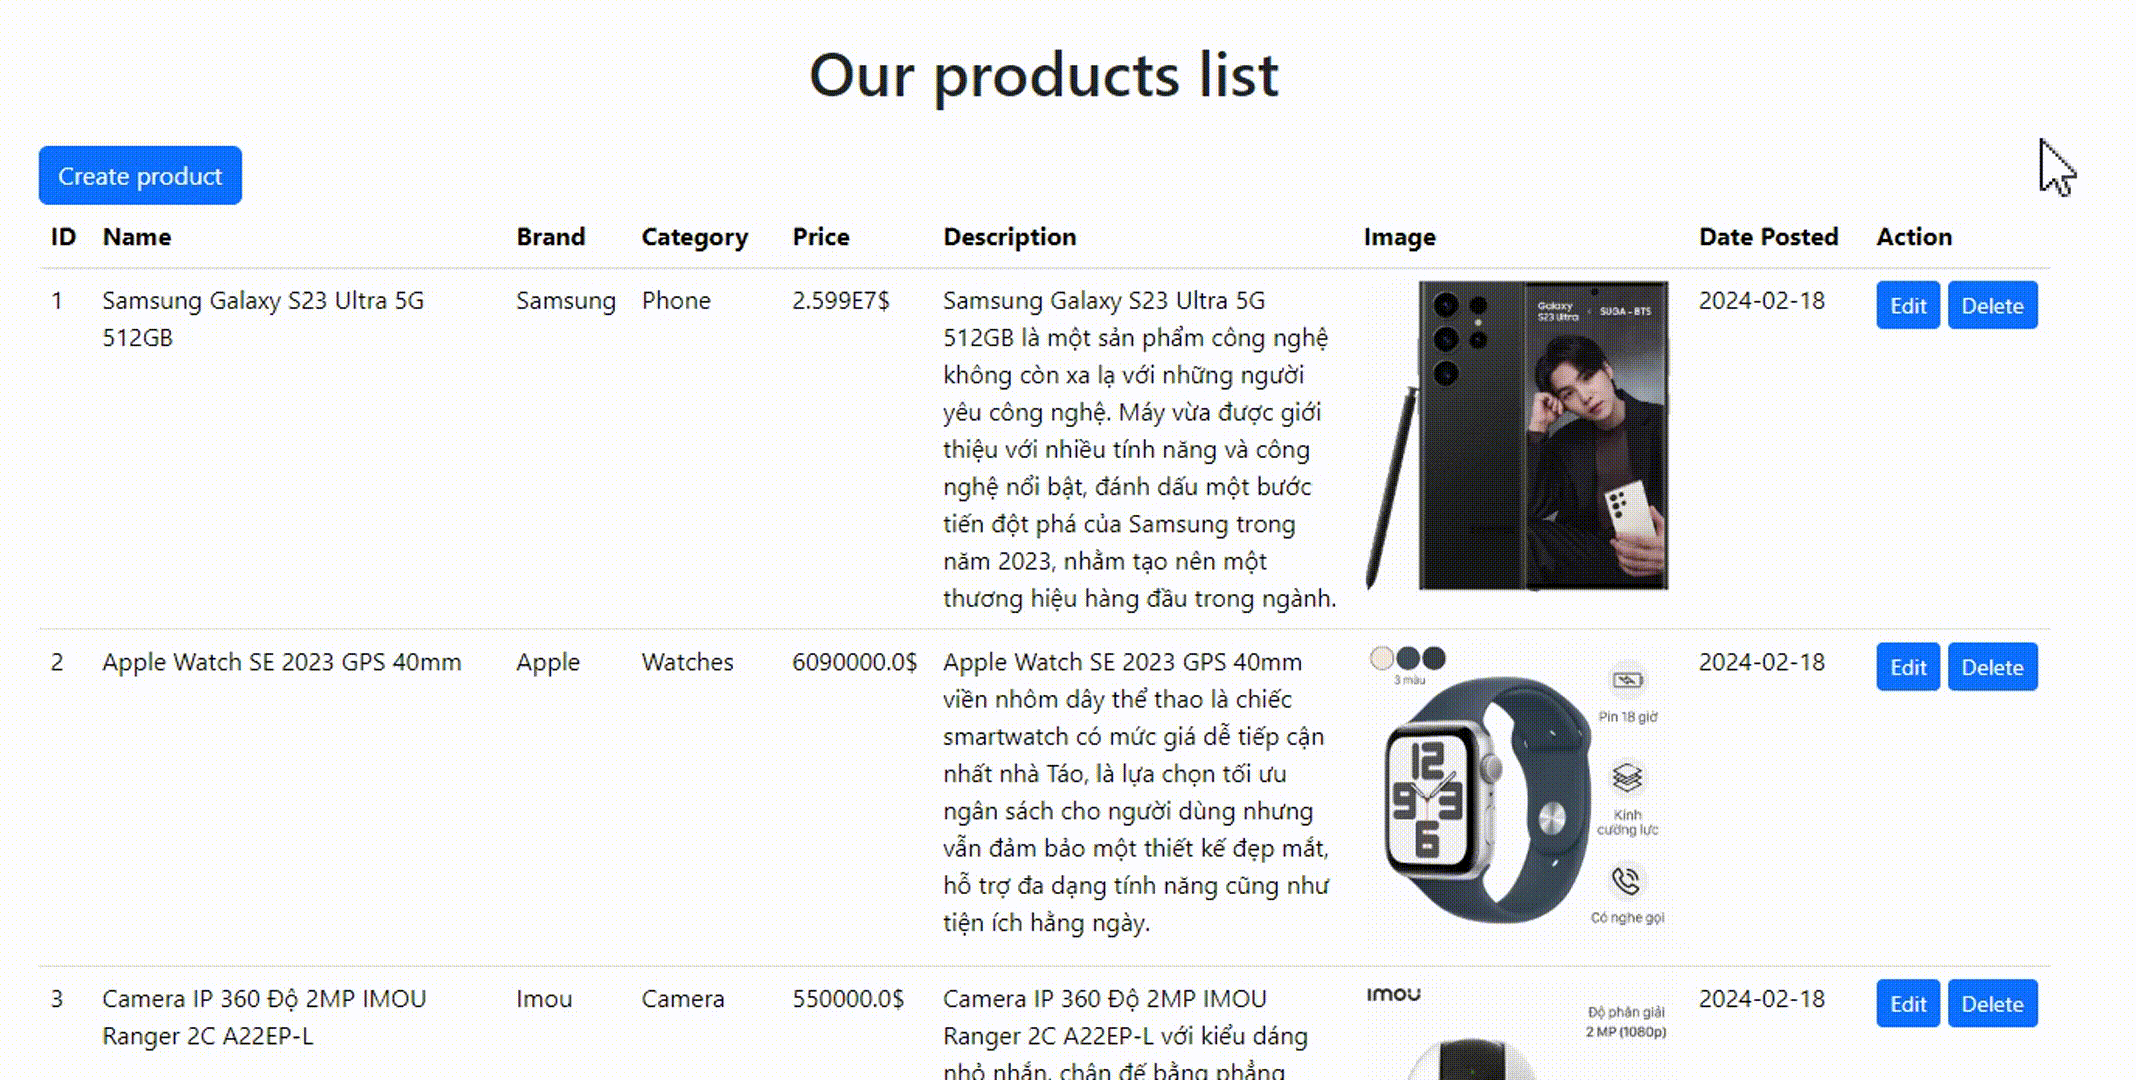 Our products list
Create product
ID Name Brand Category Price Description Image Date Posted Action
1 Samsung Galaxy S23 Ultra 5G
512GB
Samsung Phone 2.599E7$
Samsung Galaxy S23 Ultra 5G
512GB là một sản phẩm công nghệ
không còn xa lạ với những người
yêu công nghệ. Máy vừa được giới
thiệu với nhiều tính năng và công
nghệ nổi bật, đánh dấu một bước
tiến đột phá của Samsung trong
năm 2023, nhằm tạo nên một
thương hiệu hàng đầu trong ngành.
Galaxy
S23 Ultra
SUGA - BTS
2024-02-18 Edit Delete
2 Apple Watch SE 2023 GPS 40mm Apple Watches 6090000.0$
Apple Watch SE 2023 GPS 40mm
viền nhôm dây thể thao là chiếc
smartwatch có mức giá dễ tiếp cận
nhất nhà Táo, là lựa chọn tối ưu
ngân sách cho người dùng nhưng
vẫn đảm bảo một thiết kế đẹp mắt,
hỗ trợ đa dạng tính năng cũng như
tiện ích hằng ngày.
3 màu
12
9 3
6
Pin 18 giờ
Kính
cường lực
Có nghe gọi
2024-02-18 Edit Delete
3 Camera IP 360 Độ 2MP IMOU
Ranger 2C A22EP-L
Imou Camera 550000.0$
Camera IP 360 Độ 2MP IMOU
Ranger 2C A22EP-L với kiểu dáng
nhỏ nhắn, chân đế bằng phẳng
imou
Độ phân giải
2 MP (1080p)
2024-02-18 Edit Delete